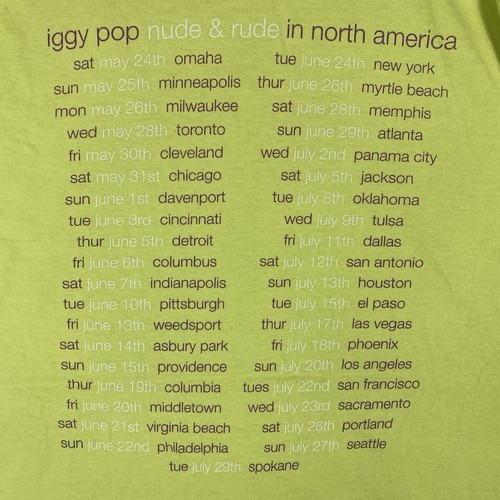 iggy pop nude & rude in north america
sat may 24th omaha
sun may 25th minneapolis
mon may 26th milwaukee
wed may 28th toronto
fri may 30th cleveland
sat may 31st chicago
sun june 1st davenport
tue june 3rd cincinnati
thur june 5th detroit
fri june 6th columbus
sat june 7th indianapolis
tue june 10th pittsburgh
fri june 13th weedsport
sat june 14th asbury park
sun june 15th providence
thur june 19th columbia
fri june 20th middletown
sat june 21st virginia beach
sun june 22nd philadelphia
tue june 24th new york
thur june 26th myrtle beach
sat june 28th memphis
sun june 29th atlanta
wed july 2nd panama city
sat july 5th jackson
tue july 8th oklahoma
wed july 9th tulsa
fri july 11th dallas
sat july 12th san antonio
sun july 13th houston
tue july 15th el paso
thur july 17th las vegas
fri july 18th phoenix
sun july 20th los angeles
tues july 22nd san francisco
wed july 23rd sacramento
sat july 26th portland
sun july 27th seattle
tue july 29th spokane